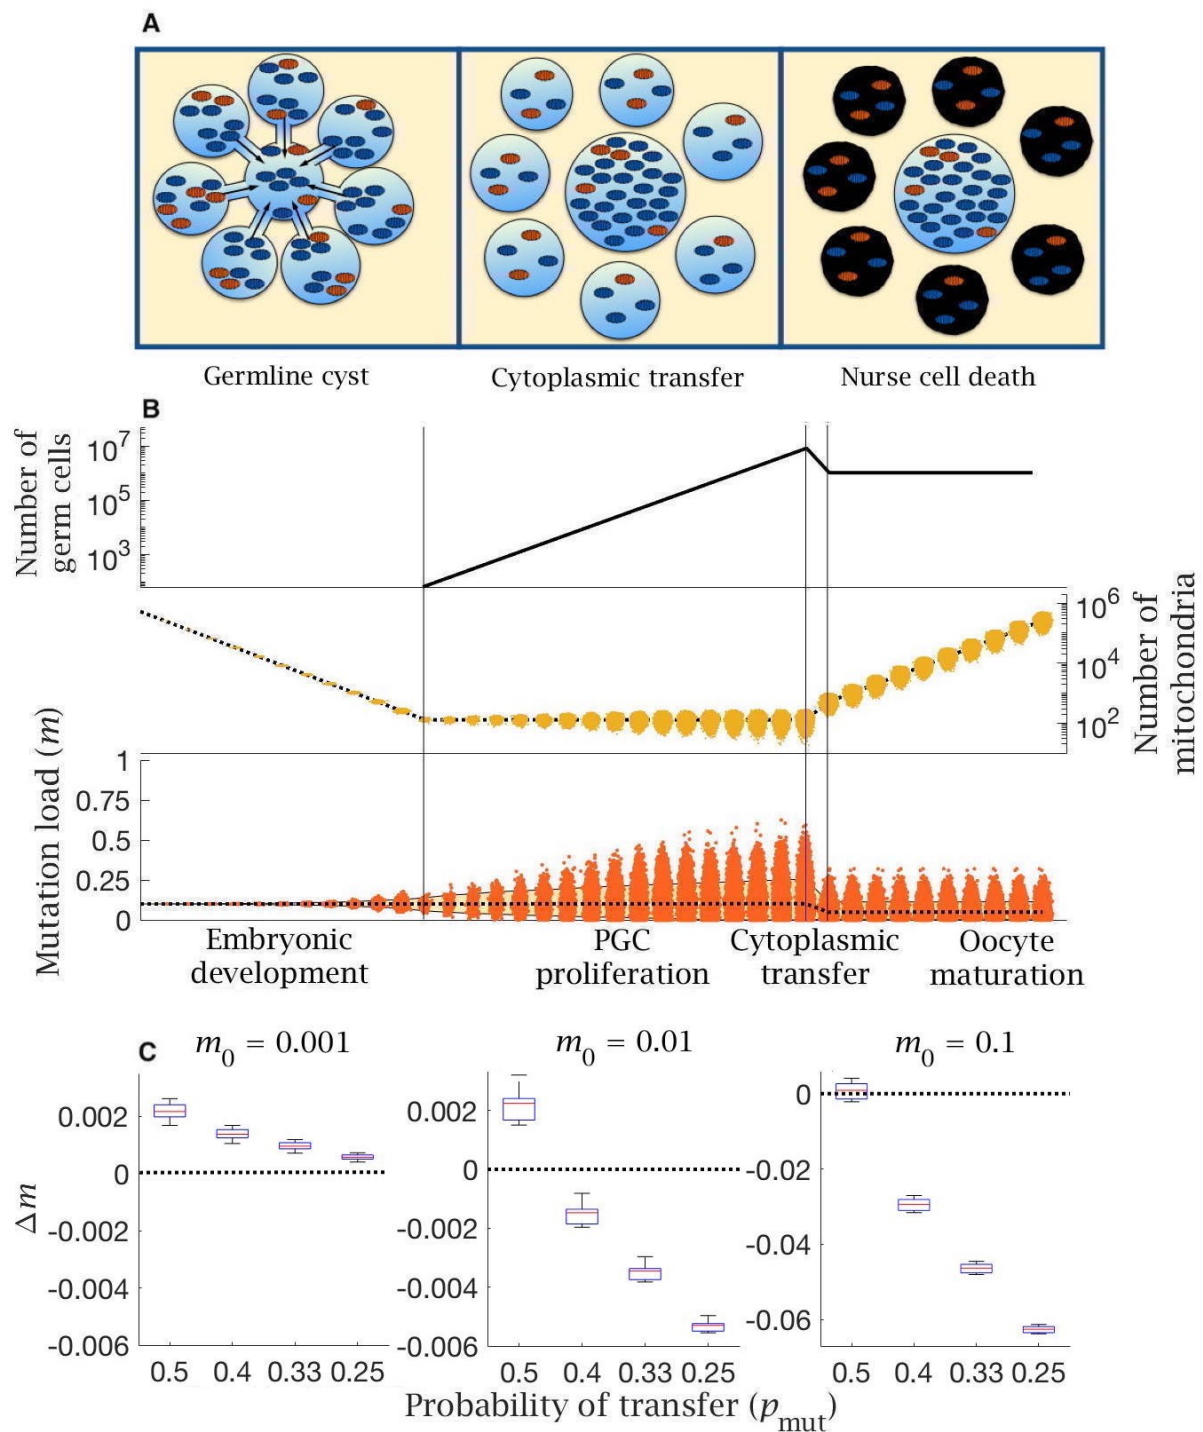 A
Germline cyst
Cytoplasmic transfer
Nurse cell death
B
Number of
germ cells
10^7
10^5
10^3
10^6
10^4
10^2
Number of
mitochondria
Mutation load (m)
1
0.75
0.5
0.25
0
Embryonic
development
PGC
proliferation
Cytoplasmic
transfer
Oocyte
maturation
C
m_0 = 0.001
m_0 = 0.01
m_0 = 0.1
Δm
0.002
0
-0.002
-0.004
-0.006
0.5 0.4 0.33 0.25
0.002
0
-0.002
-0.004
-0.006
0.5 0.4 0.33 0.25
0
-0.02
-0.04
-0.06
0.5 0.4 0.33 0.25
Probability of transfer (p_mut)